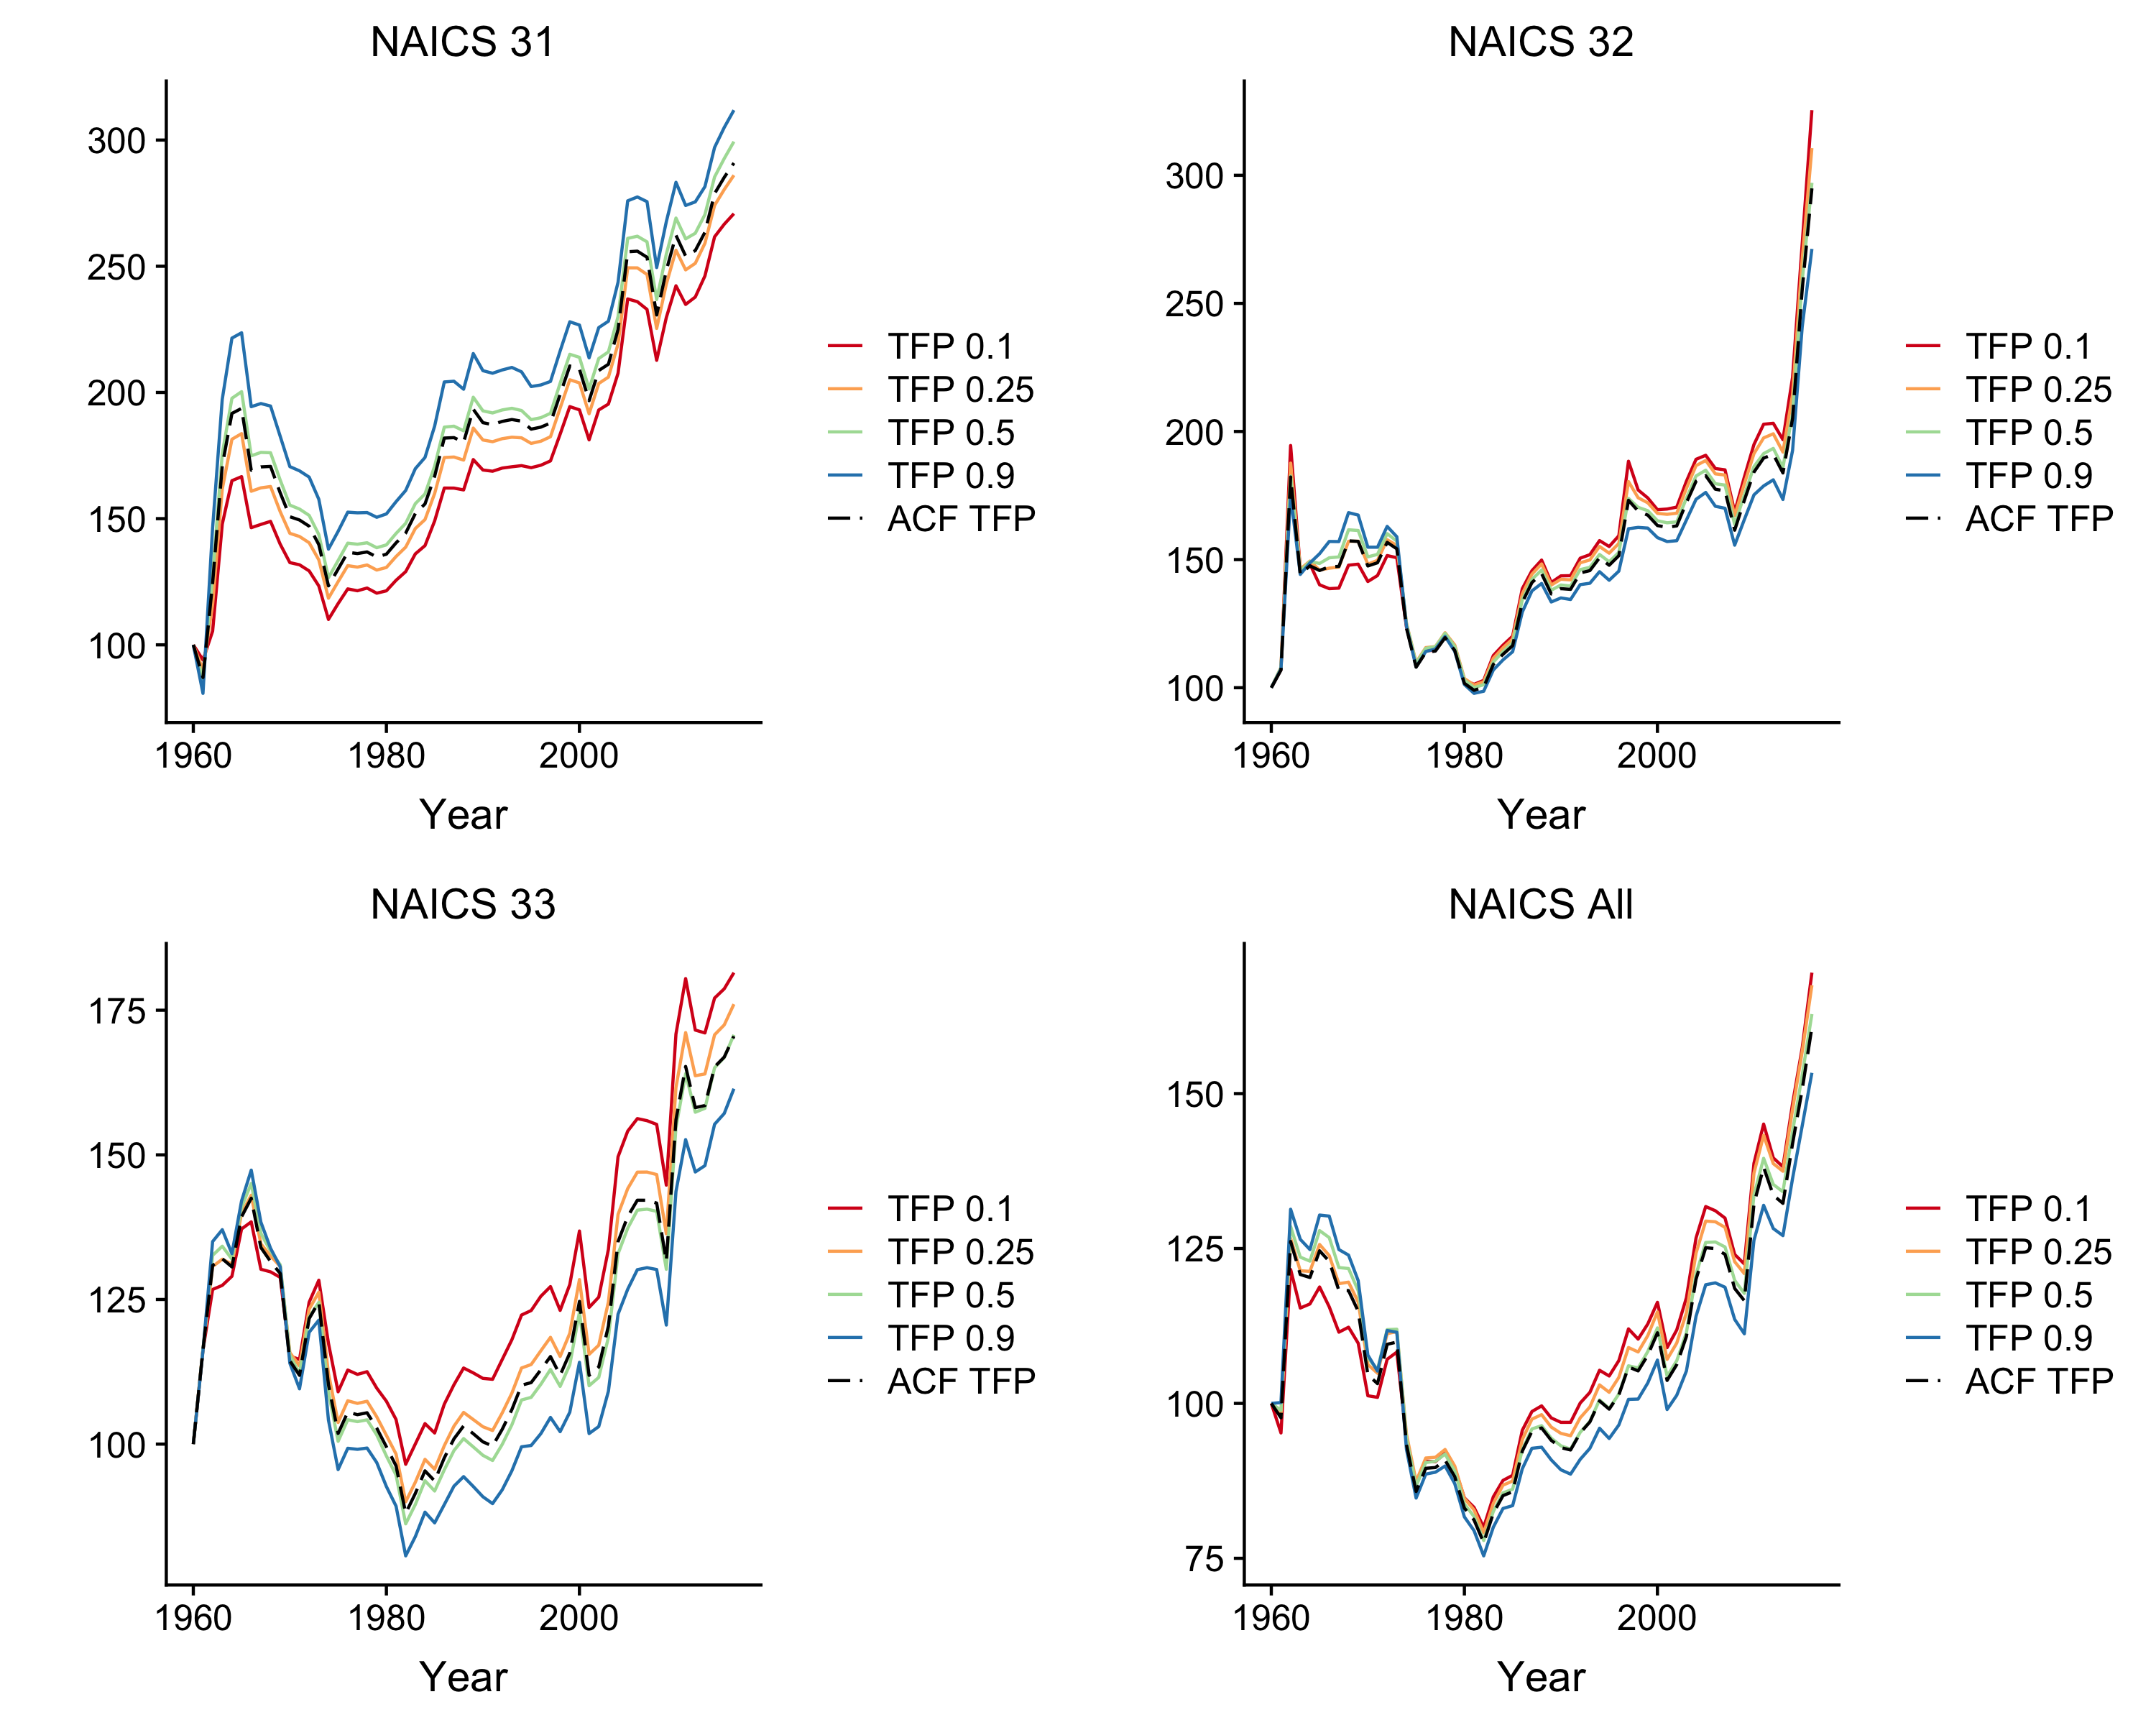 NAICS 31
300
250
200
150
100
1960 1980 2000
Year
TFP 0.1
TFP 0.25
TFP 0.5
TFP 0.9
ACF TFP
NAICS 32
300
250
200
150
100
1960 1980 2000
Year
TFP 0.1
TFP 0.25
TFP 0.5
TFP 0.9
ACF TFP
NAICS 33
175
150
125
100
1960 1980 2000
Year
TFP 0.1
TFP 0.25
TFP 0.5
TFP 0.9
ACF TFP
NAICS All
150
125
100
75
1960 1980 2000
Year
TFP 0.1
TFP 0.25
TFP 0.5
TFP 0.9
ACF TFP